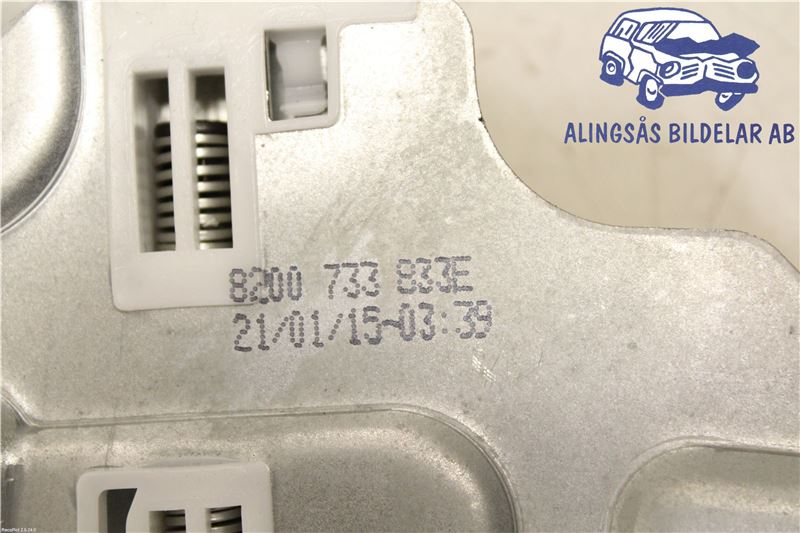 ALINGSÅS BILDELAR AB
8200 733 833E
21/01/15-03:39